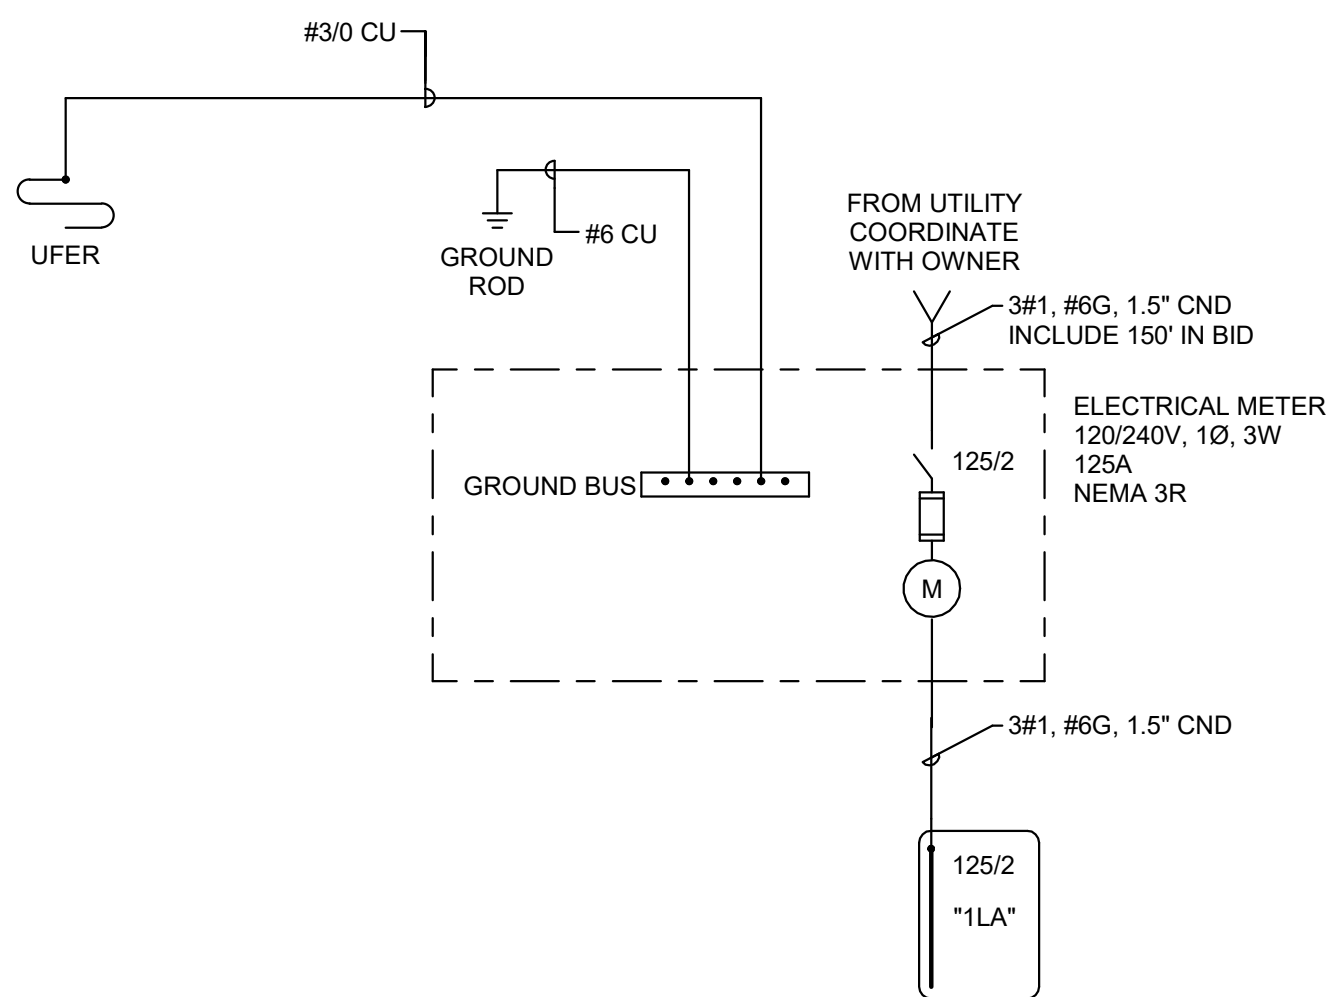 #3/0 CU
UFER
GROUND
ROD
#6 CU
FROM UTILITY
COORDINATE
WITH OWNER
3#1, #6G, 1.5" CND
INCLUDE 150' IN BID
ELECTRICAL METER
120/240V, 1Ø, 3W
125A
NEMA 3R
125/2
GROUND BUS
M
3#1, #6G, 1.5" CND
125/2
"1LA"